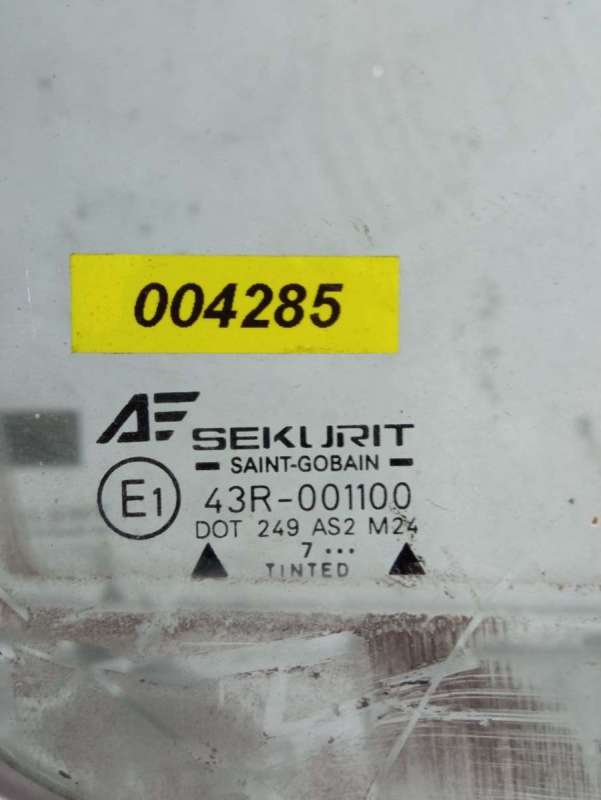 004285
AF
SEKURIT
SAINT-GOBAIN
E1 43R-001100
DOT 249 AS2 M24
7 ...
TINTED